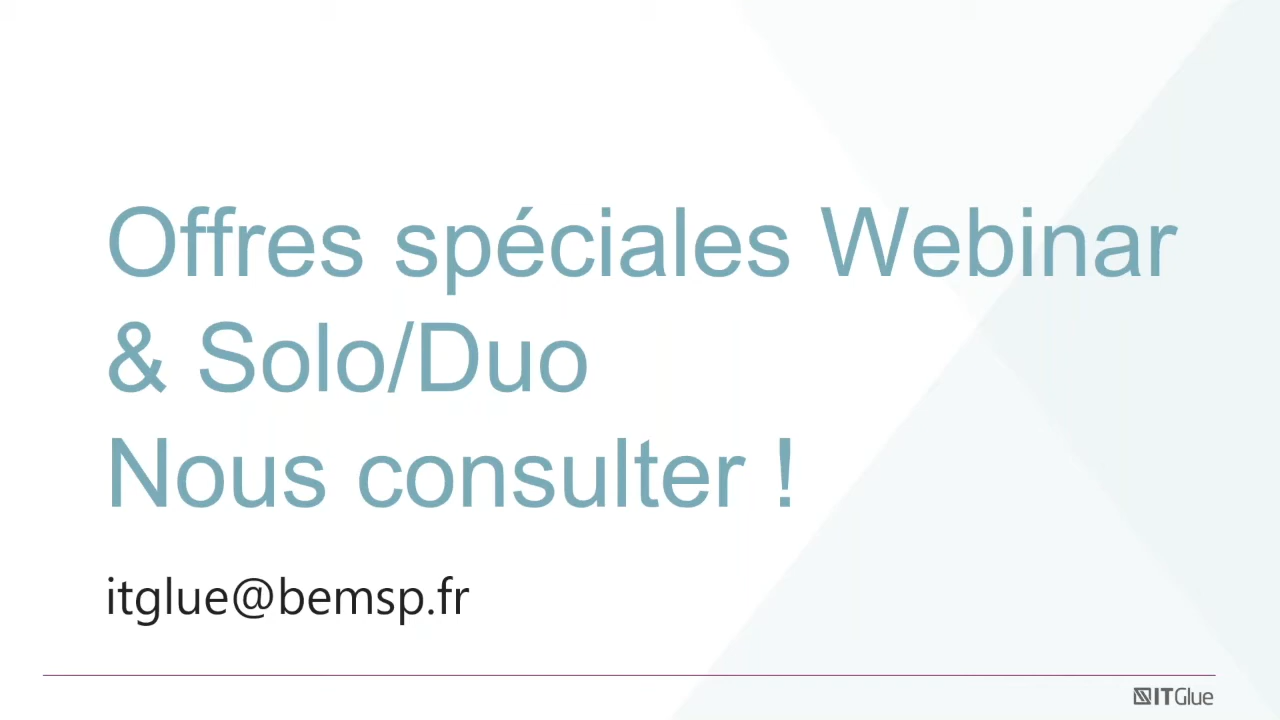 Offres spéciales Webinar
& Solo/Duo
Nous consulter !
itglue@bemsp.fr
ITGlue